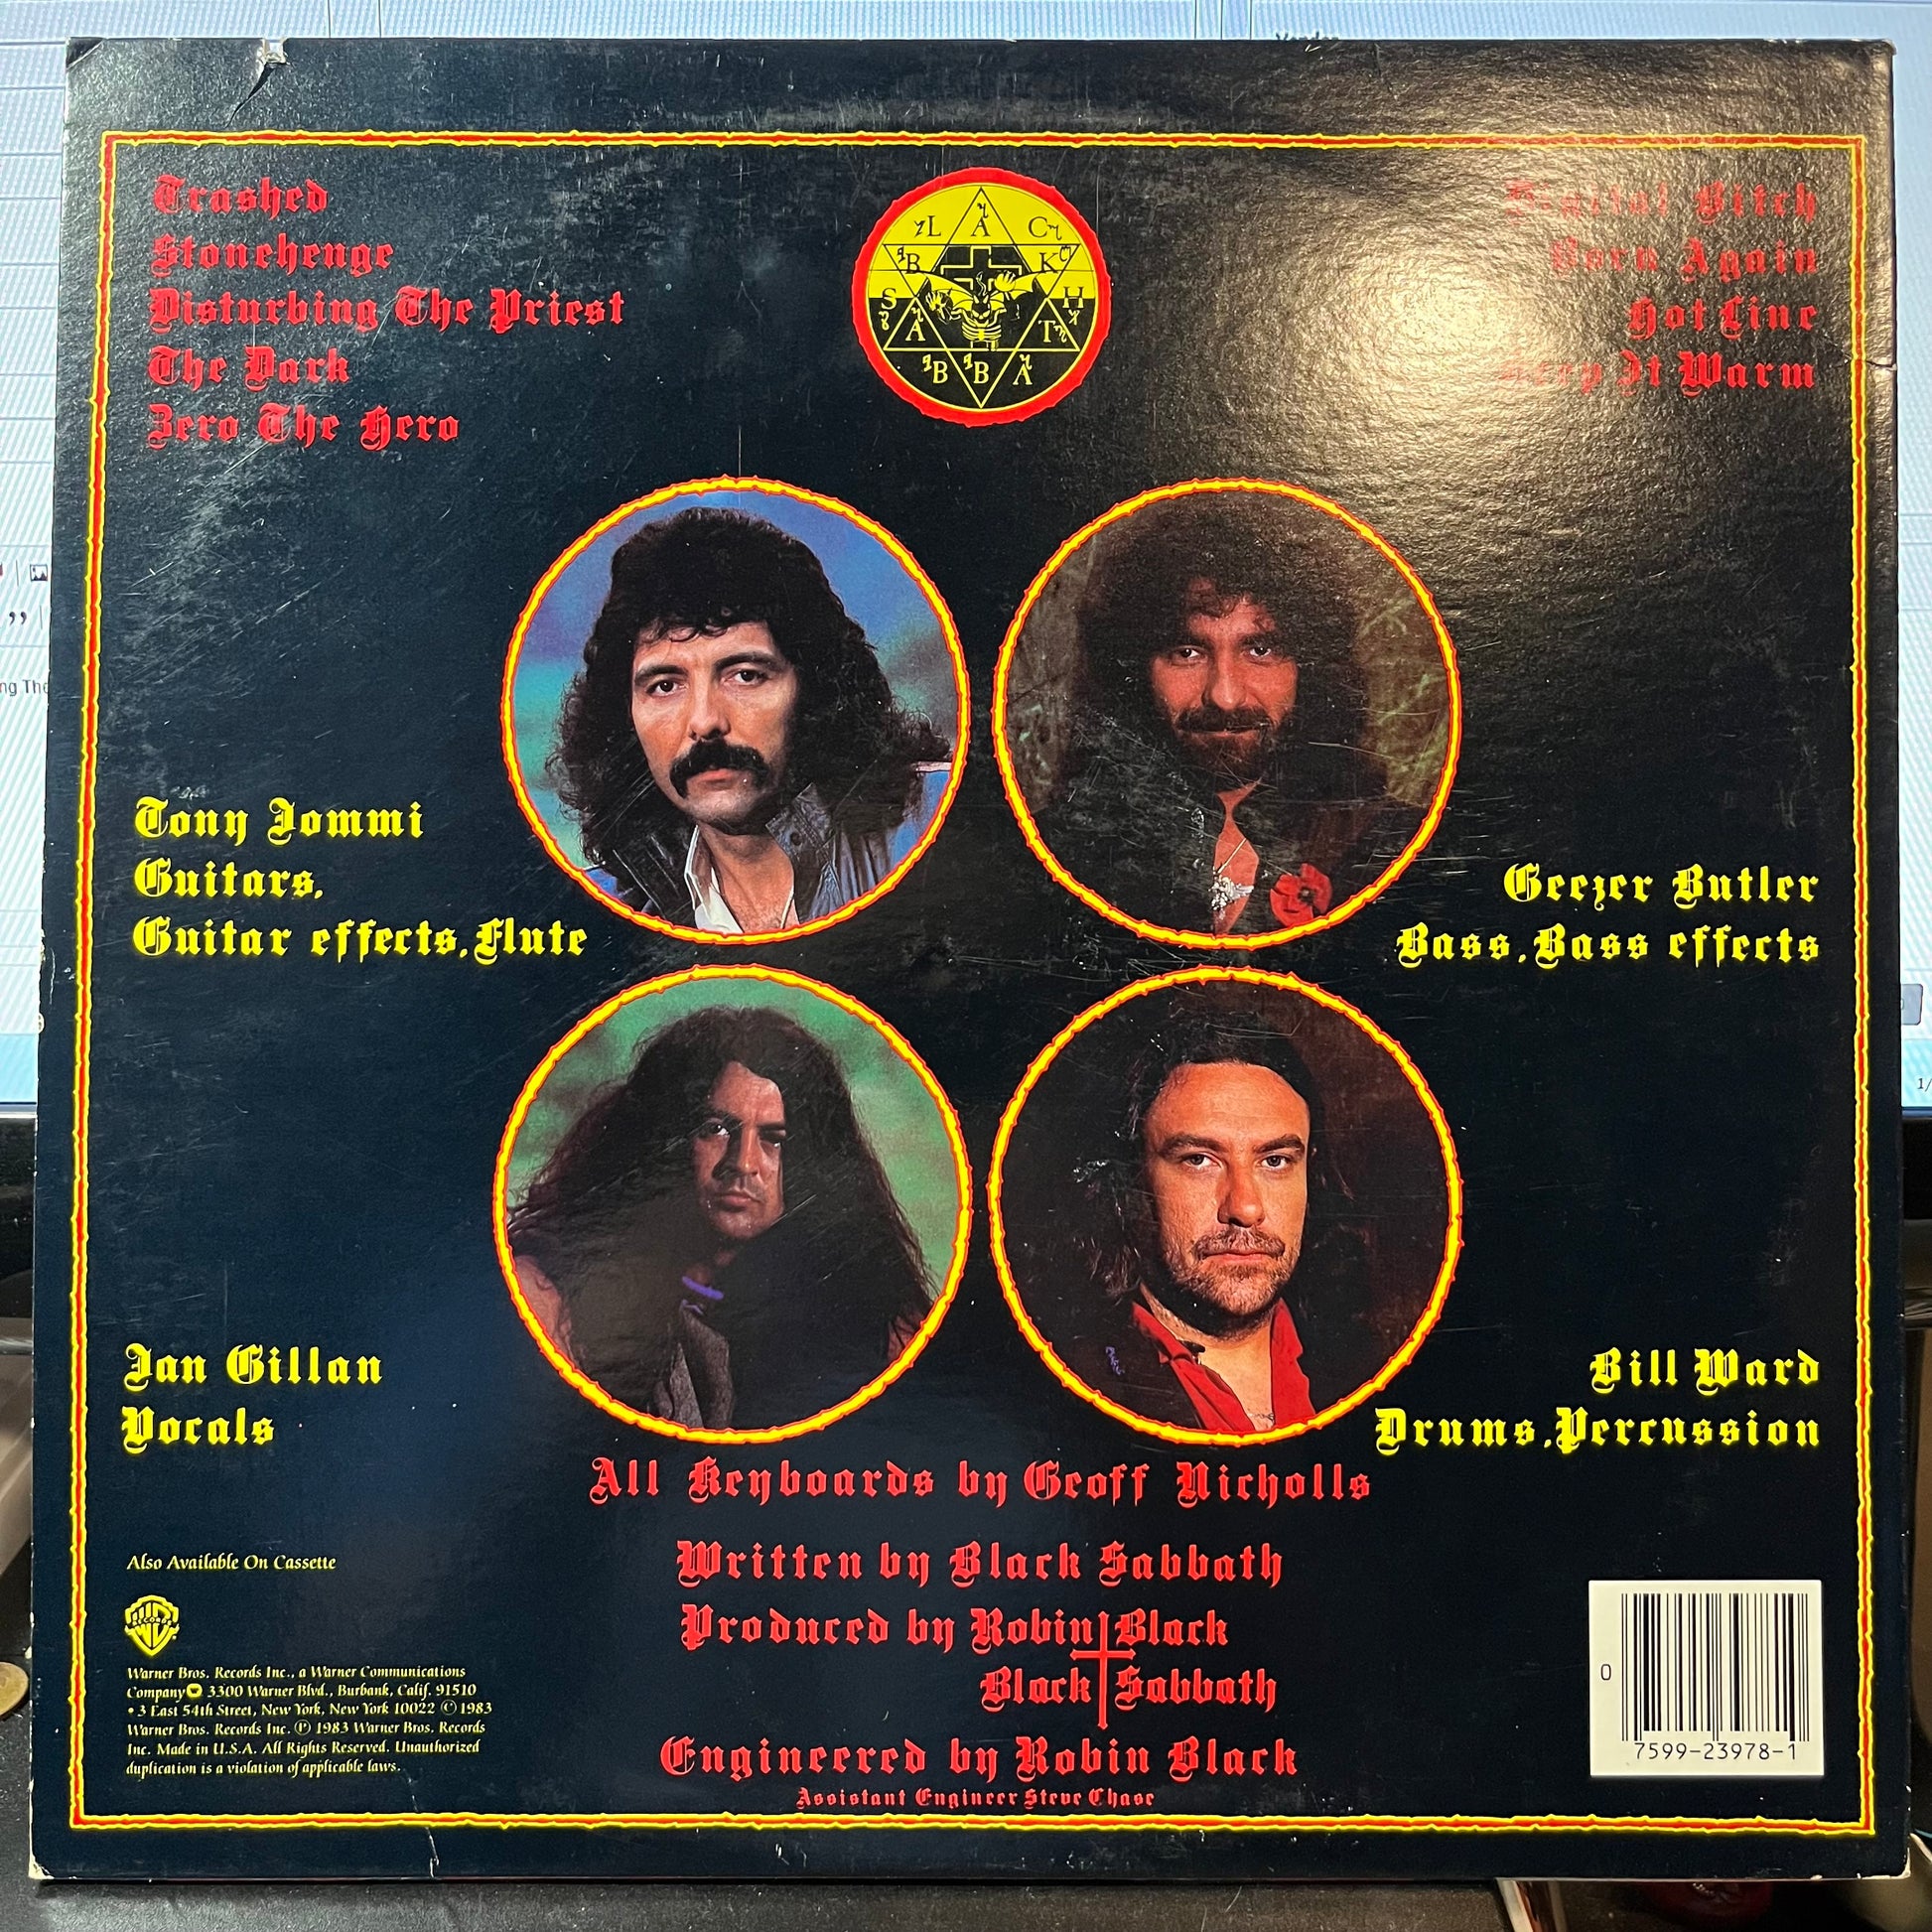 Trashed
Stonehenge
Disturbing The Priest
The Dark
Zero The Hero
BLACK
SABBATH
Digital Bitch
Born Again
Hot Line
Keep It Warm
Tony Iommi
Guitars,
Guitar effects, Flute
Geezer Butler
Bass, Bass effects
Ian Gillan
Vocals
Bill Ward
Drums, Percussion
All Keyboards by Geoff Nicholls
Written by Black Sabbath
Produced by Robin Black
Black Sabbath
Engineered by Robin Black
Assistant Engineer Steve Chase
Also Available On Cassette
RECORDS
Warner Bros. Records Inc., a Warner Communications
Company 3300 Warner Blvd., Burbank, Calif. 91510
• 3 East 54th Street, New York, New York 10022 Ⓒ 1983
Warner Bros. Records Inc. Ⓟ 1983 Warner Bros. Records
Inc. Made in U.S.A. All Rights Reserved. Unauthorized
duplication is a violation of applicable laws.
0
7599-23978-1